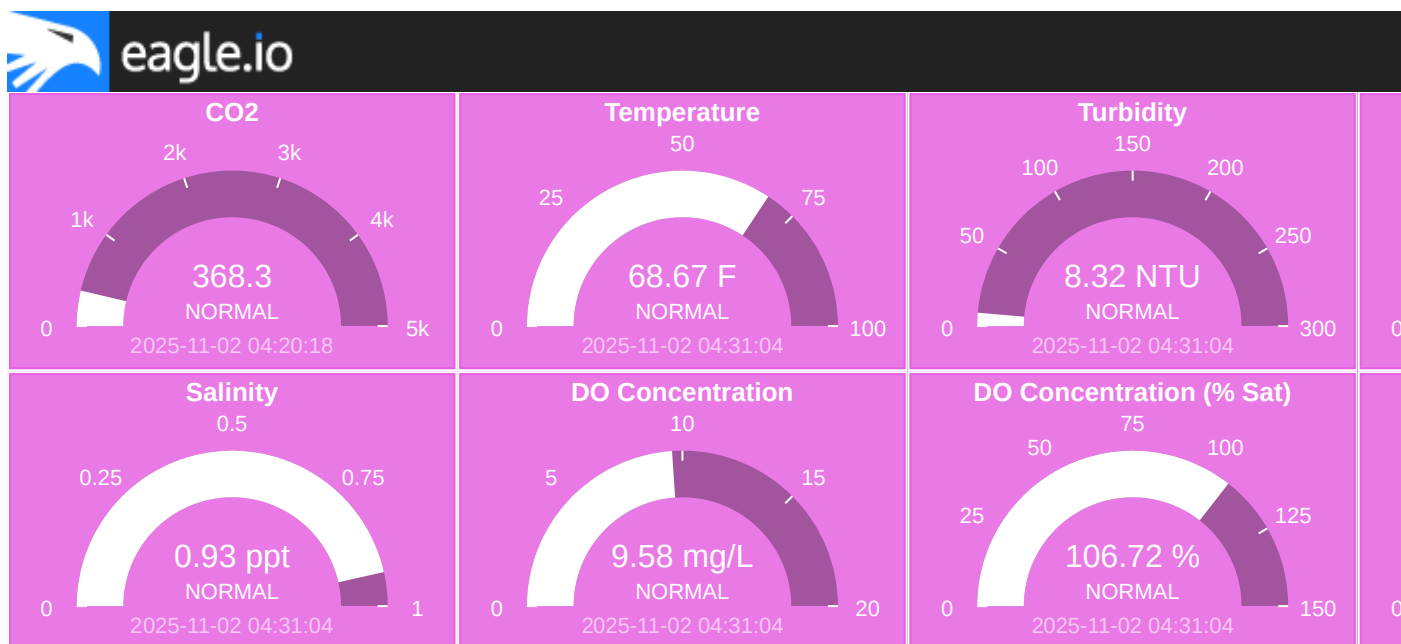 eagle.io
CO2
2k
3k
1k
4k
368.3
NORMAL
0
5k
2025-11-02 04:20:18
Temperature
50
25
75
68.67 F
NORMAL
0
100
2025-11-02 04:31:04
Turbidity
150
100
200
50
250
8.32 NTU
NORMAL
0
300
2025-11-02 04:31:04
0
Salinity
0.5
0.25
0.75
0.93 ppt
NORMAL
0
1
2025-11-02 04:31:04
DO Concentration
10
5
15
9.58 mg/L
NORMAL
0
20
2025-11-02 04:31:04
DO Concentration (% Sat)
75
50
100
25
125
106.72 %
NORMAL
0
150
2025-11-02 04:31:04
0